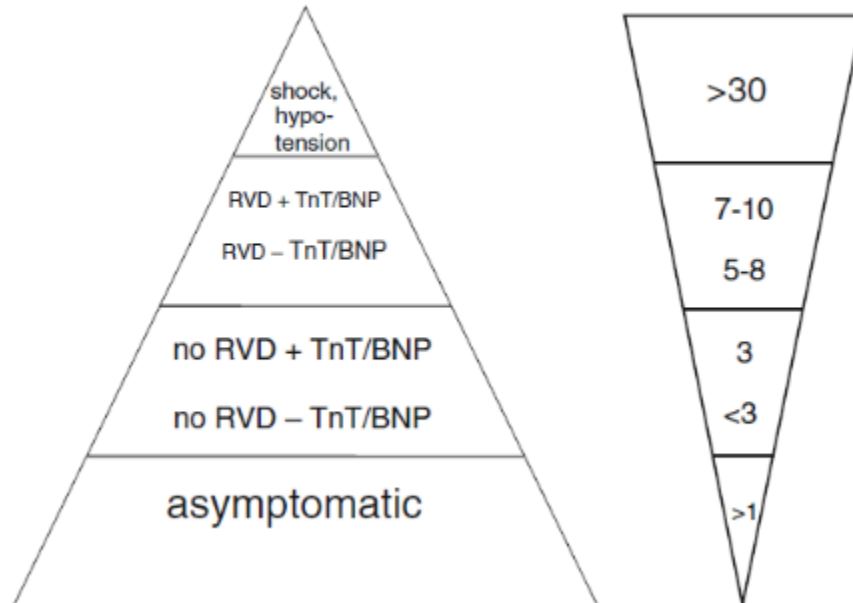 shock,
hypo-
tension
RVD + TnT/BNP
RVD – TnT/BNP
no RVD + TnT/BNP
no RVD – TnT/BNP
asymptomatic
>30
7-10
5-8
3
<3
>1